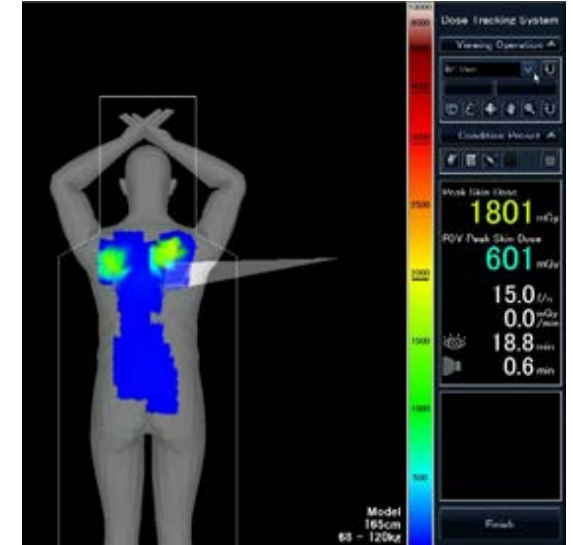 Dose Tracking System
Viewing Operation
Condition Preset
Peak Skin Dose
1801 mGy
FOV Peak Skin Dose
601 mGy
15.0 f/s
0.0 mGy/min
18.8 min
0.6 min
2500
2000
1500
1000
500
Model
165cm
68 - 120kg
Finish